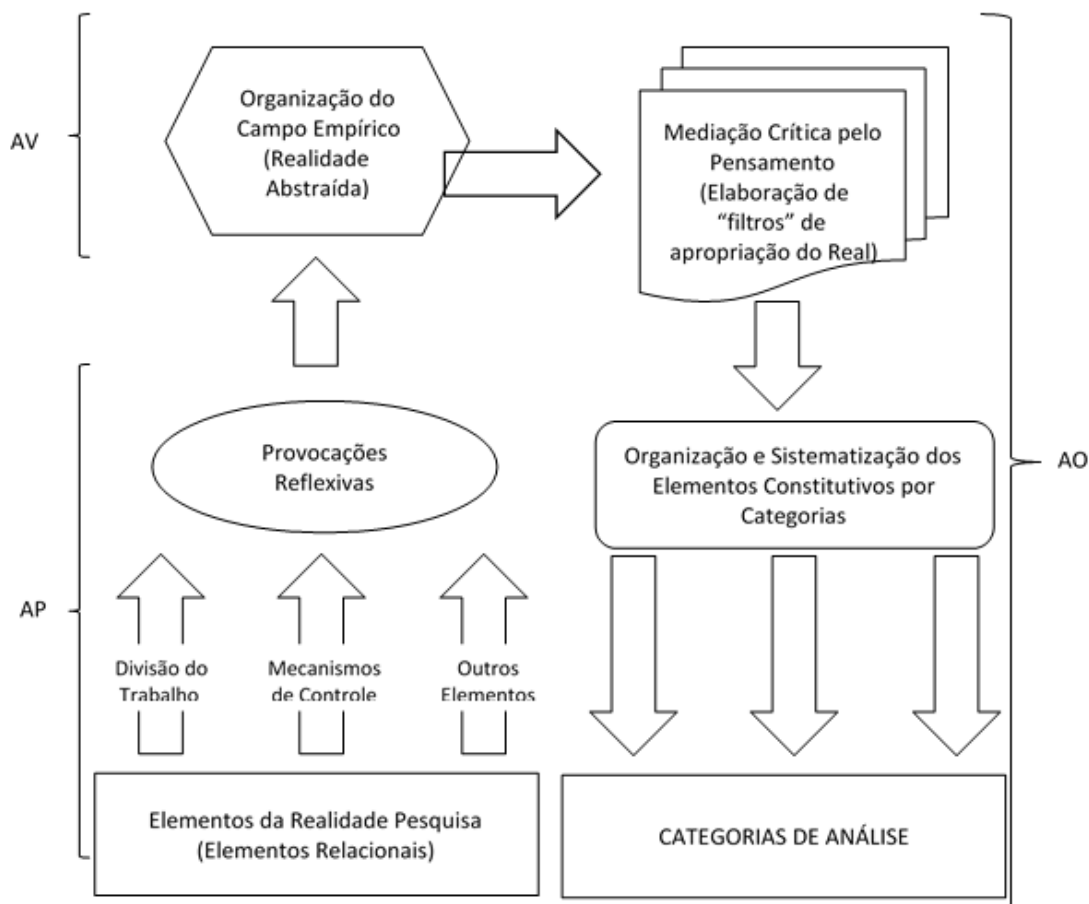 AV
Organização do
Campo Empírico
(Realidade
Abstraída)
Mediação Crítica pelo
Pensamento
(Elaboração de
“filtros” de
apropriação do Real)
AP
Provocações
Reflexivas
Organização e Sistematização dos
Elementos Constitutivos por
Categorias
AO
Divisão do
Trabalho
Mecanismos
de Controle
Outros
Elementos
Elementos da Realidade Pesquisa
(Elementos Relacionais)
CATEGORIAS DE ANÁLISE